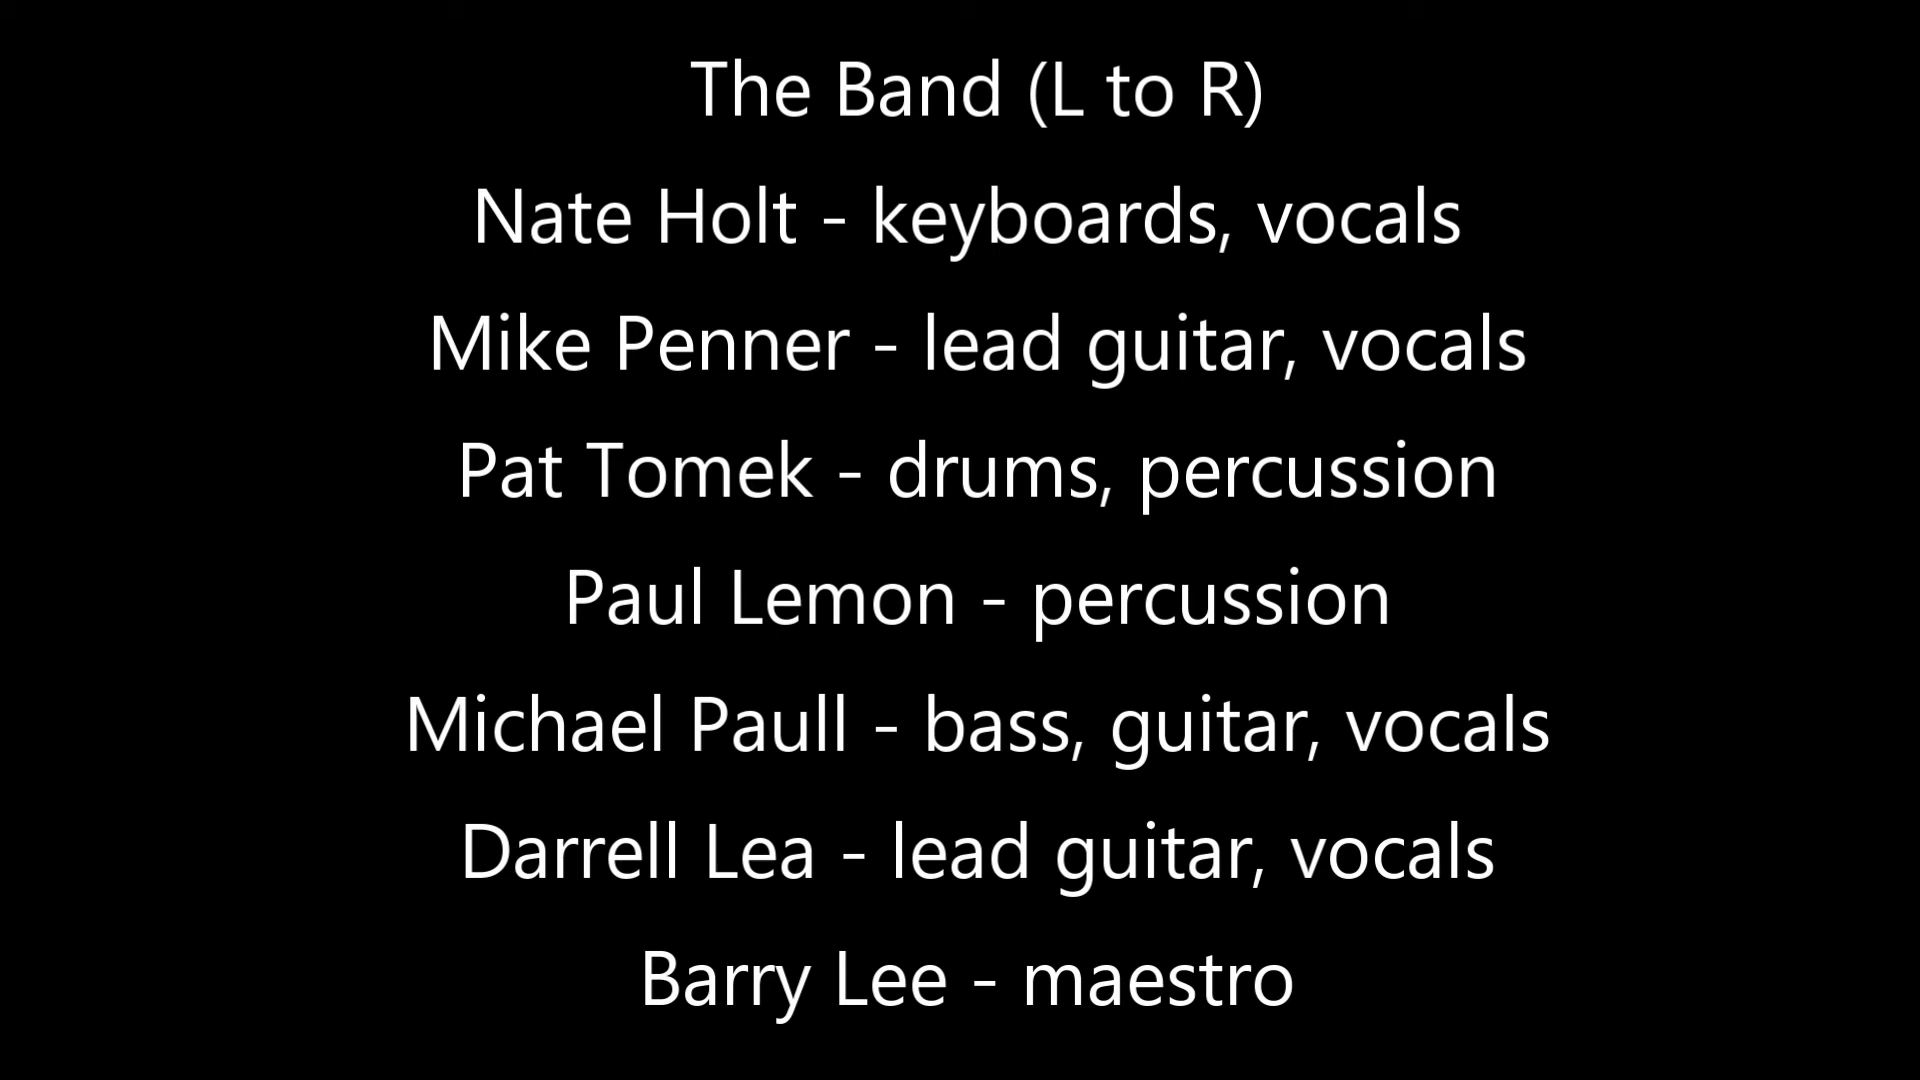 The Band (L to R)
Nate Holt - keyboards, vocals
Mike Penner - lead guitar, vocals
Pat Tomek - drums, percussion
Paul Lemon - percussion
Michael Paull - bass, guitar, vocals
Darrell Lea - lead guitar, vocals
Barry Lee - maestro